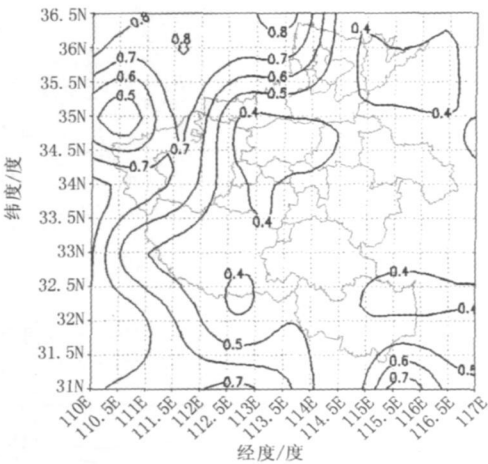 36.5N
36N
35.5N
35N
34.5N
34N
33.5N
33N
32.5N
32N
31.5N
31N
纬度/度
110E
110.5E
111E
111.5E
112E
112.5E
113E
113.5E
114E
114.5E
115E
115.5E
116E
116.5E
117E
经度/度
0.8
0.8
0.8
0.4
0.7
0.7
0.6
0.6
0.5
0.5
0.4
0.4
0.7
0.7
0.4
0.4
0.4
0.4
0.5
0.5
0.6
0.7
0.7